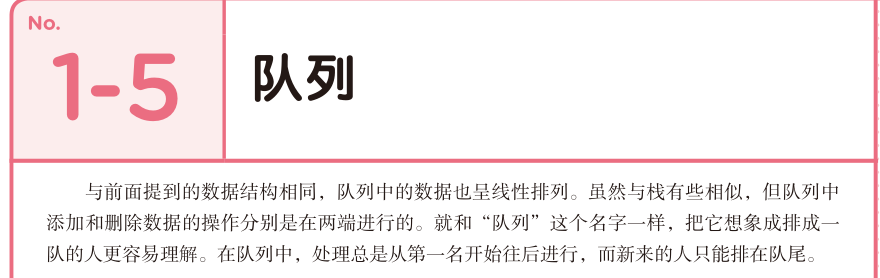 No.
1-5
队列
与前面提到的数据结构相同，队列中的数据也呈线性排列。虽然与栈有些相似，但队列中
添加和删除数据的操作分别是在两端进行的。就和“队列”这个名字一样，把它想象成排成一
队的人更容易理解。在队列中，处理总是从第一名开始往后进行，而新来的人只能排在队尾。